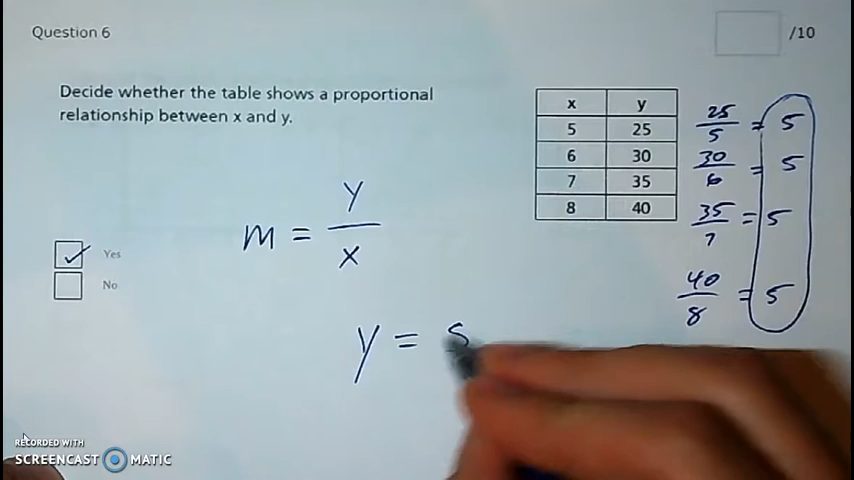 Question 6
/10
Decide whether the table shows a proportional
relationship between x and y.
x y
5 25
6 30
7 35
8 40
25/5 = 5
30/6 = 5
35/7 = 5
40/8 = 5
m = y/x
Yes
No
y = 5
RECORDED WITH
SCREENCAST MATIC